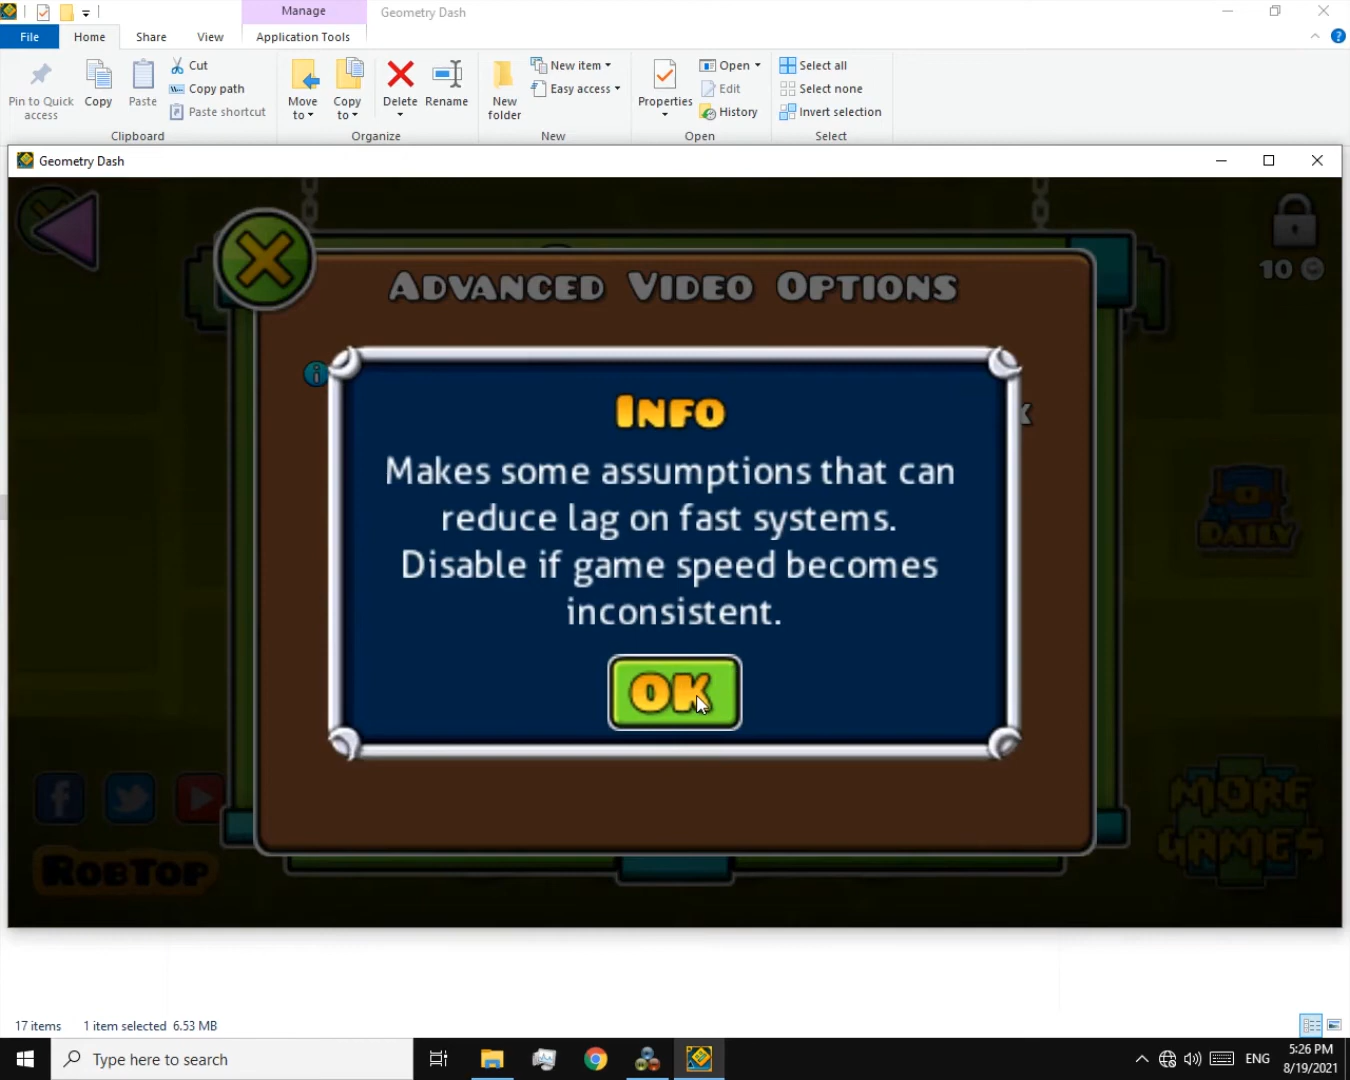 Manage
Geometry Dash
File
Home
Share
View
Application Tools
Pin to Quick access
Copy
Paste
Cut
Copy path
Paste shortcut
Clipboard
Move to
Copy to
Delete
Rename
Organize
New folder
New item
Easy access
New
Properties
Open
Edit
History
Open
Select all
Select none
Invert selection
Select
Geometry Dash
10
Advanced Video Options
Info
Makes some assumptions that can
reduce lag on fast systems.
Disable if game speed becomes
inconsistent.
OK
Daily
More
Games
RobTop
17 items
1 item selected 6.53 MB
Type here to search
ENG
5:26 PM
8/19/2021